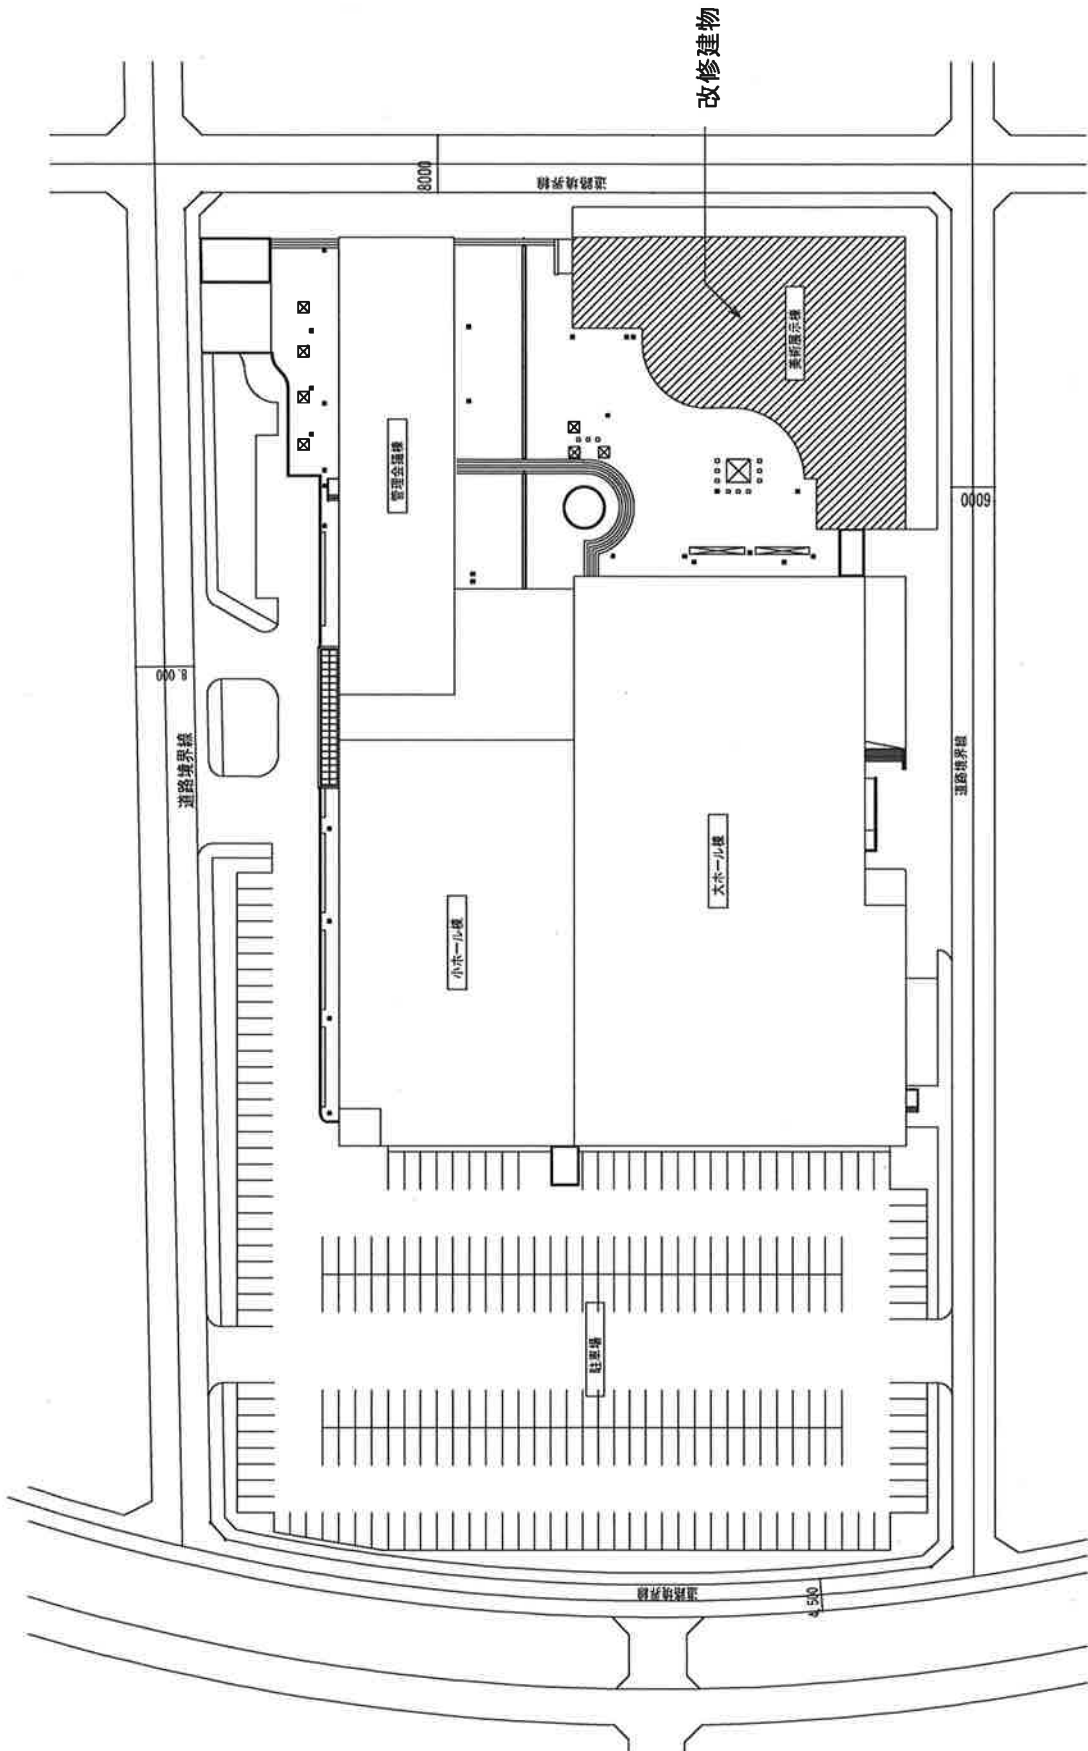 改修建物
8000
道路境界線
美術展示棟
管理会議棟
6000
8.000
道路境界線
道路境界線
大ホール棟
小ホール棟
駐車場
道路境界線
4,500